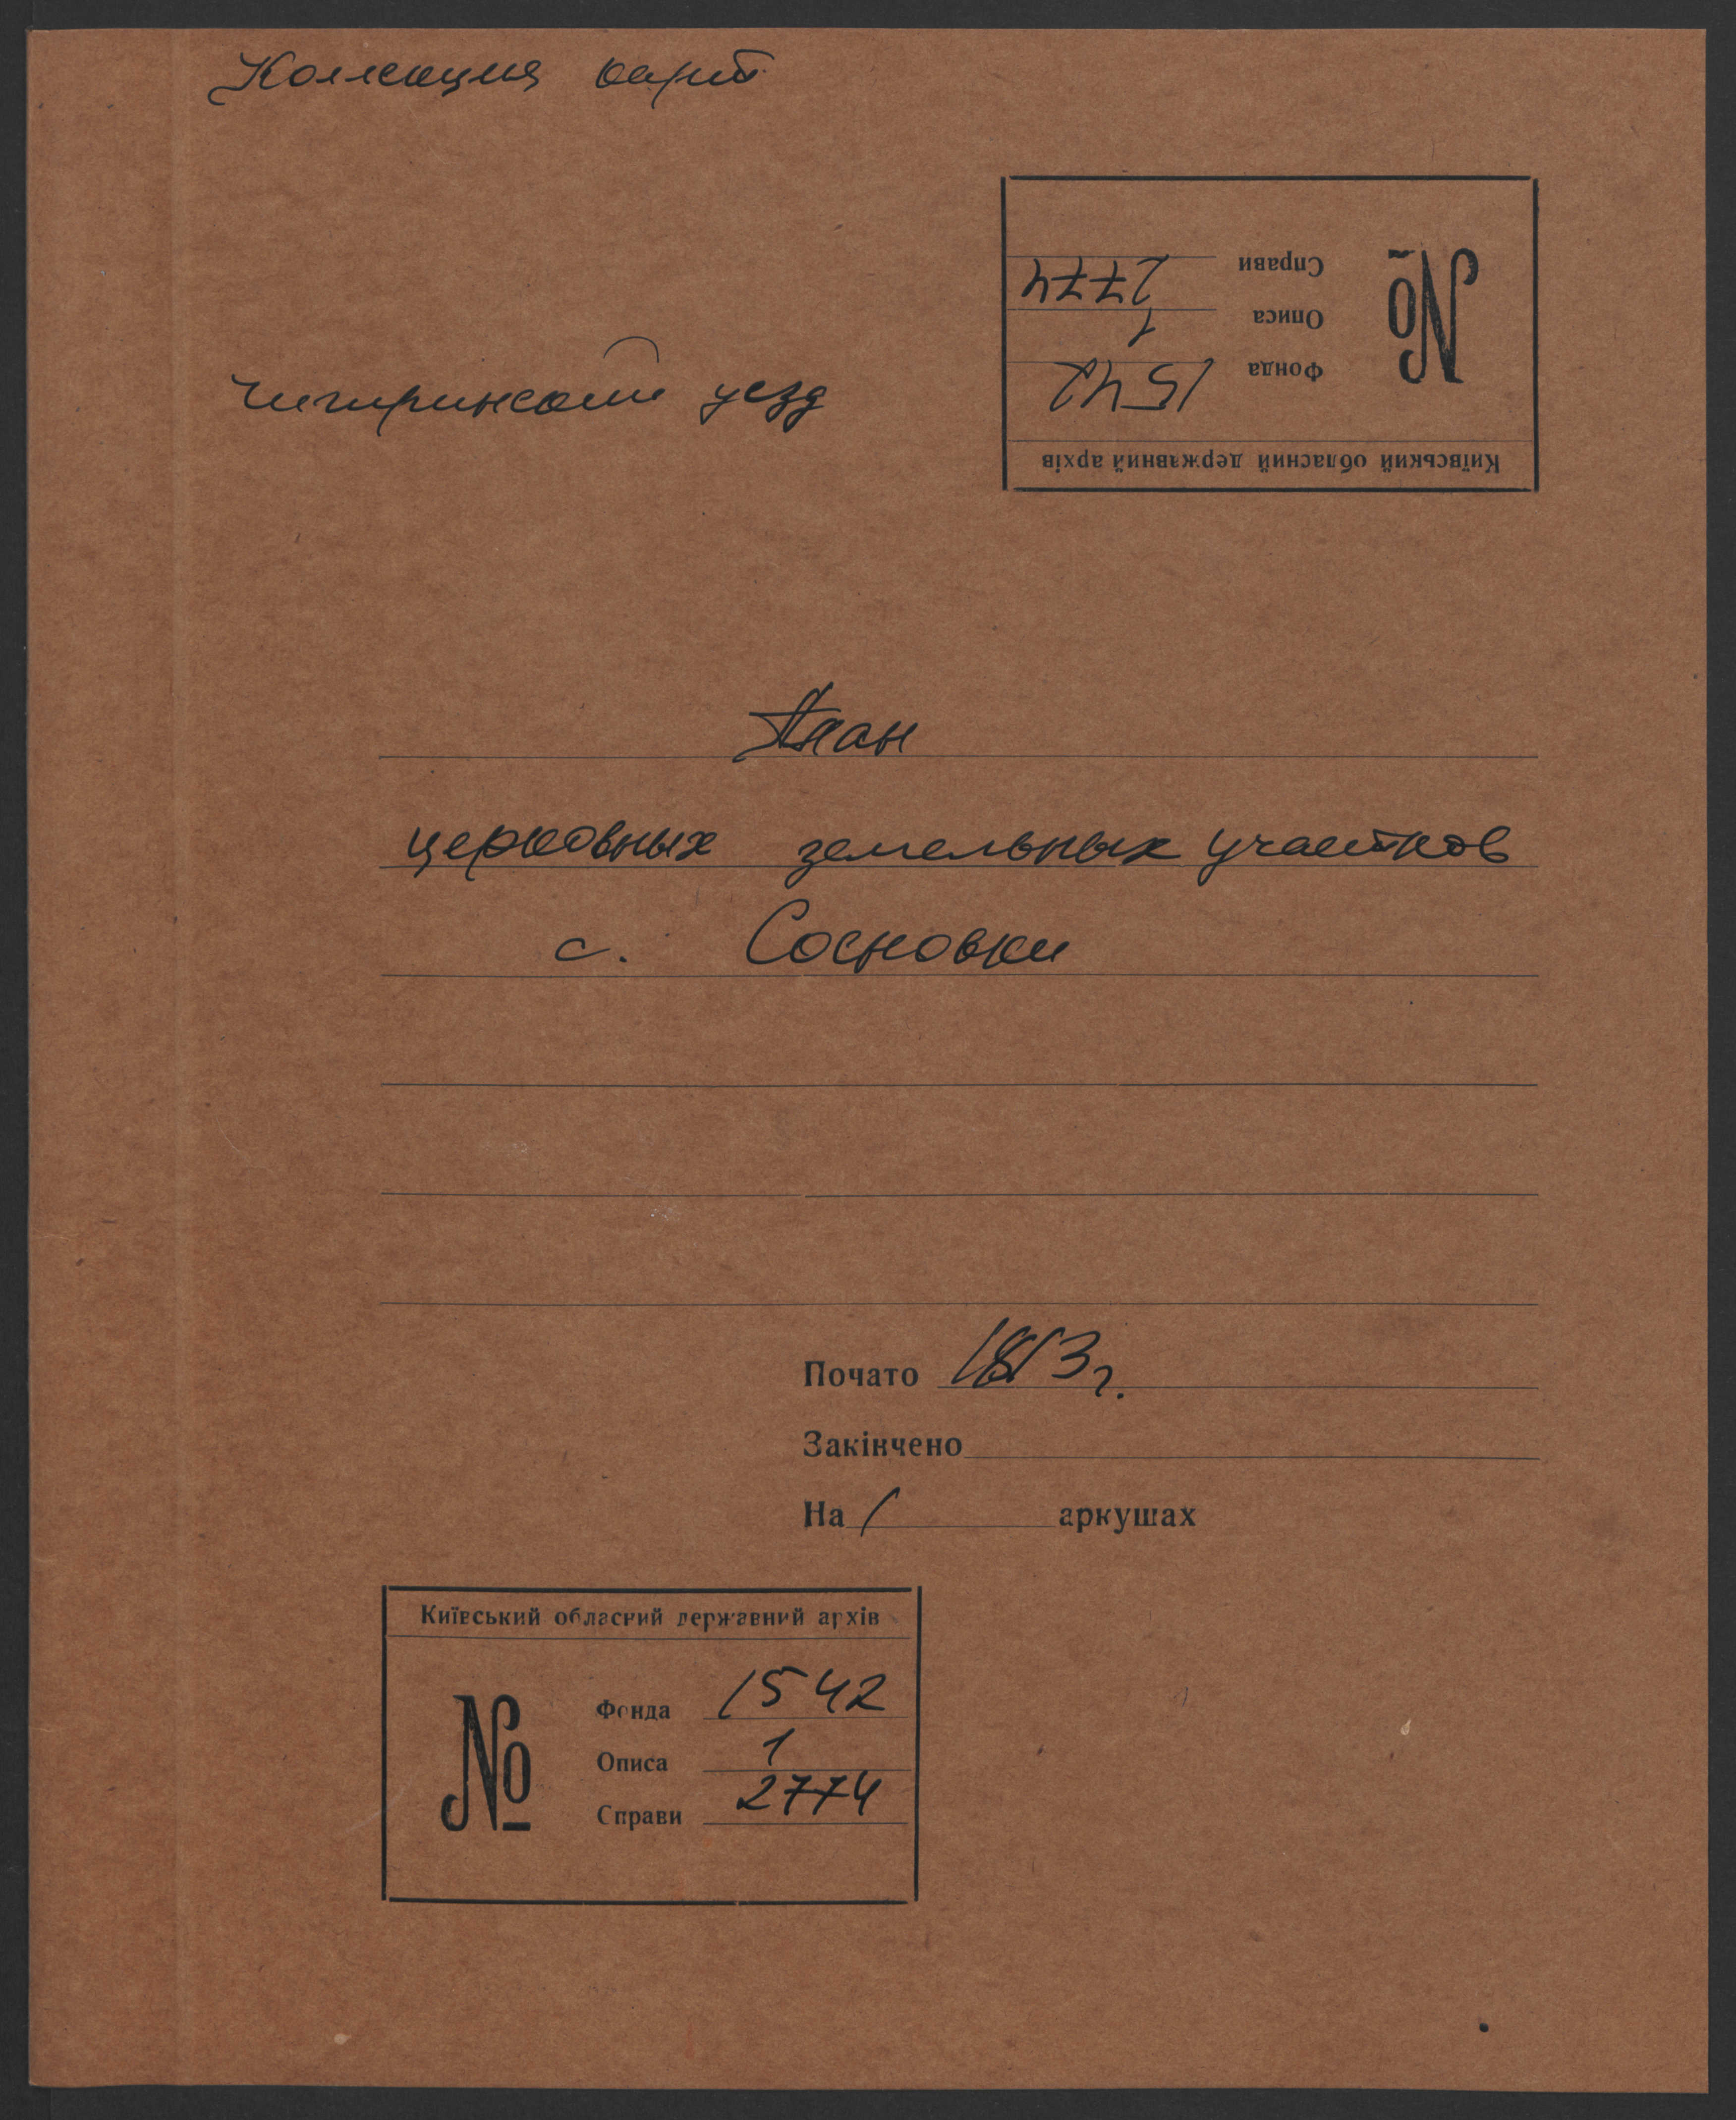 Коллекция карт
Справи 2774
Описа 1
Фонда 1542
Київський обласний державний архів
№
Чигиринский уезд
План
церковных земельных участков
с. Сосновки
Почато 1813 г.
Закінчено
На 1 аркушах
Київський обласний державний архів
№
Фонда 1542
Описа 1
Справи 2774